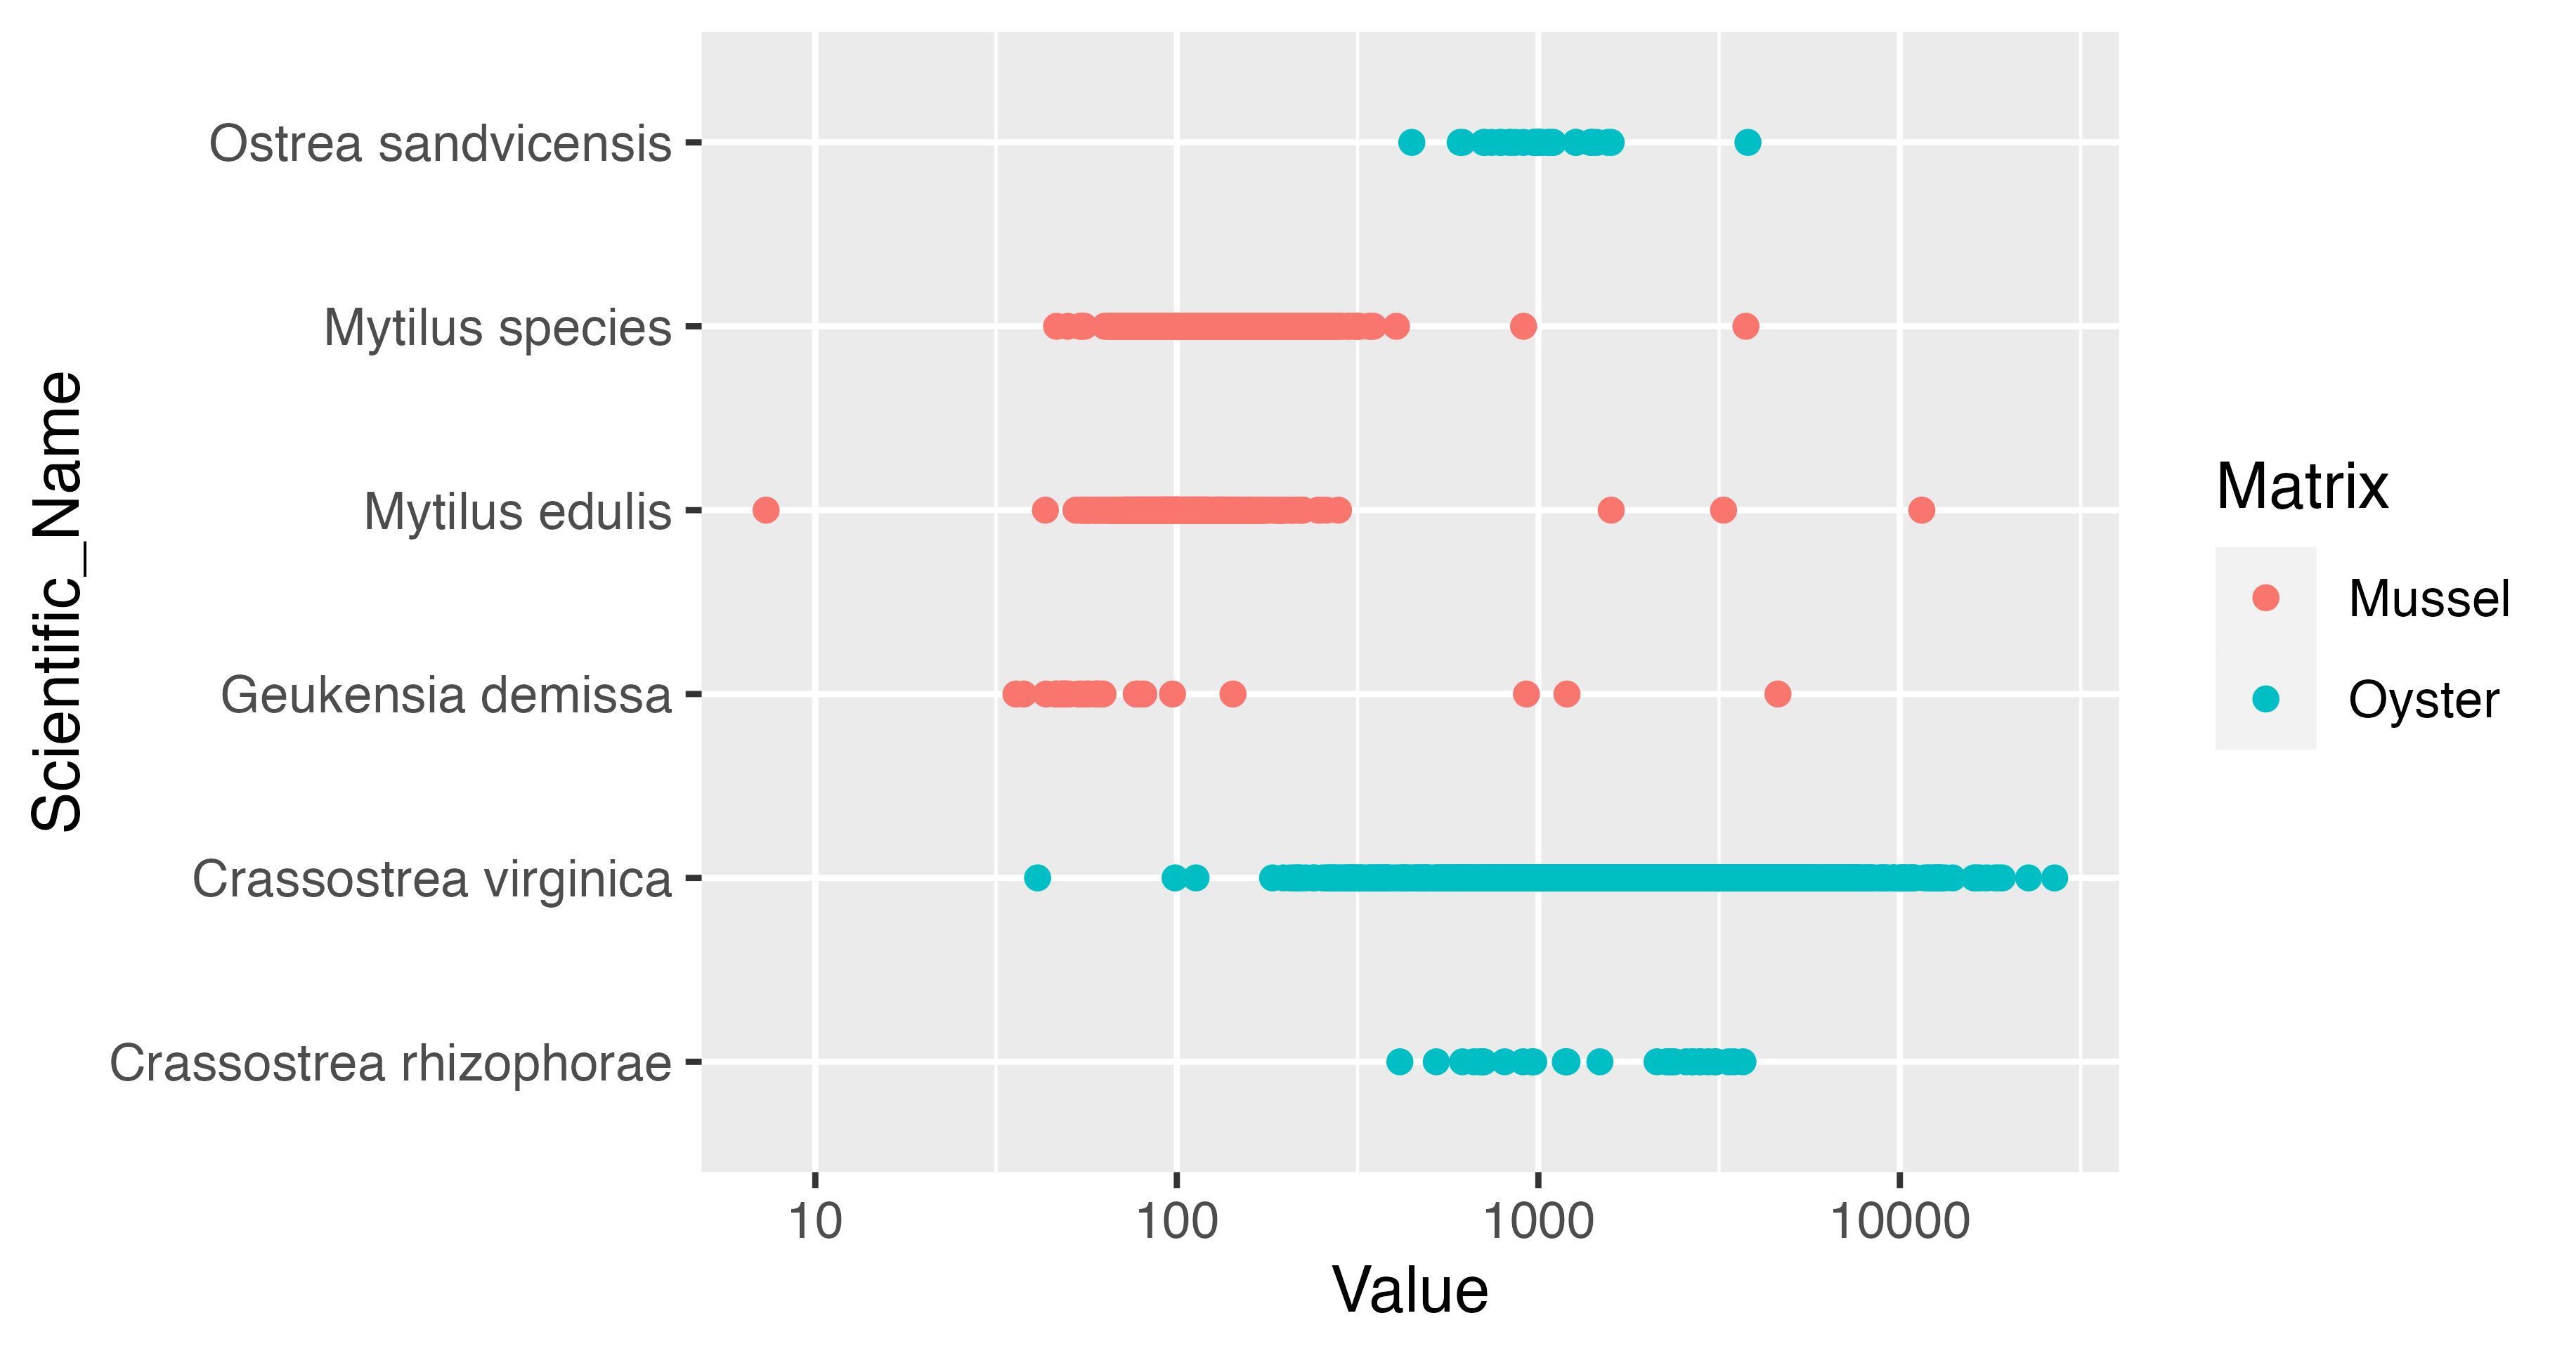 Scientific_Name
Ostrea sandvicensis
Mytilus species
Mytilus edulis
Geukensia demissa
Crassostrea virginica
Crassostrea rhizophorae
10 100 1000 10000
Value
Matrix
Mussel
Oyster